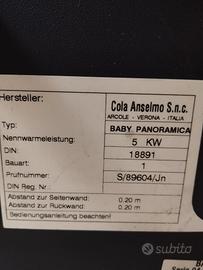 Hersteller: Cola Anselmo S.n.c.
ARCOLE - VERONA - ITALIA
Typ: BABY PANORAMICA
Nennwarmeleistung: 5 KW
DIN: 18891
Bauart: 1
Prufnummer: S/89604/Jn
DIN Reg. Nr.:
Abstand zur Seitenwand: 0.20 m
Abstand zur Rückwand: 0.20 m
Bedienungsanleitung beachten!
subito